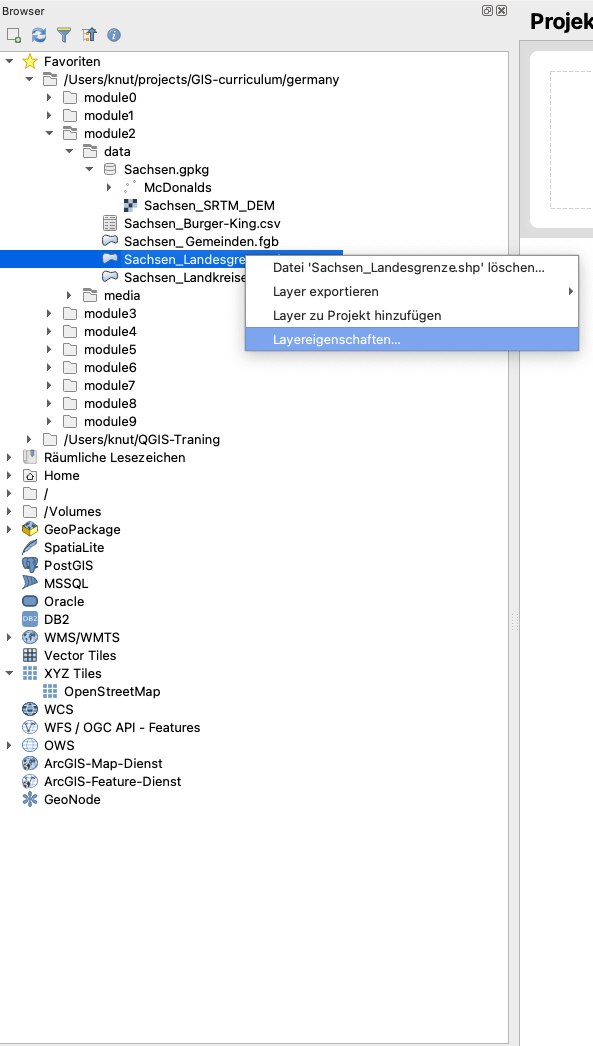 Browser
Projek
Favoriten
/Users/knut/projects/GIS-curriculum/germany
module0
module1
module2
data
Sachsen.gpkg
McDonalds
Sachsen_SRTM_DEM
Sachsen_Burger-King.csv
Sachsen_ Gemeinden.fgb
Sachsen_Landesgre
Sachsen_Landkreise
Datei 'Sachsen_Landesgrenze.shp' löschen...
Layer exportieren
Layer zu Projekt hinzufügen
Layereigenschaften...
media
module3
module4
module5
module6
module7
module8
module9
/Users/knut/QGIS-Traning
Räumliche Lesezeichen
Home
/
/Volumes
GeoPackage
SpatiaLite
PostGIS
MSSQL
Oracle
DB2 DB2
WMS/WMTS
Vector Tiles
XYZ Tiles
OpenStreetMap
WCS
WFS / OGC API - Features
OWS
ArcGIS-Map-Dienst
ArcGIS-Feature-Dienst
GeoNode